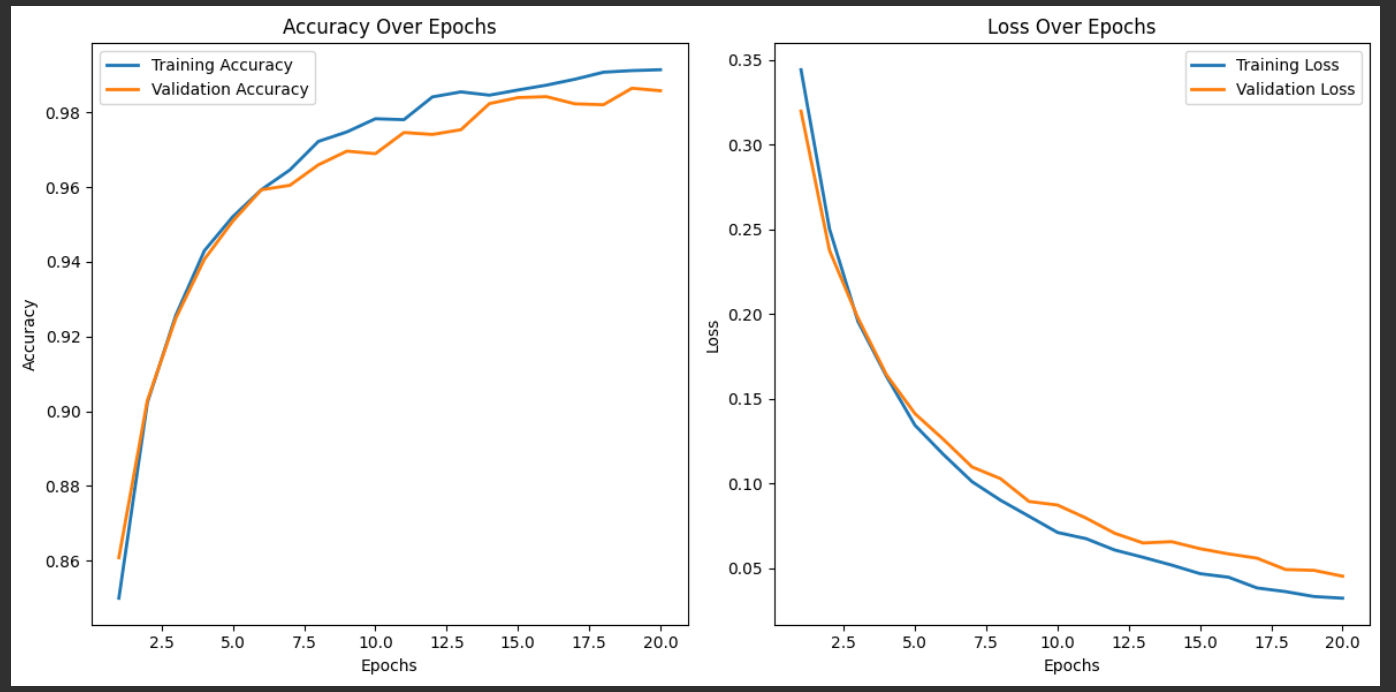 Accuracy Over Epochs
Training Accuracy
Validation Accuracy
0.98
0.96
0.94
0.92
0.90
0.88
0.86
Accuracy
2.5 5.0 7.5 10.0 12.5 15.0 17.5 20.0
Epochs
Loss Over Epochs
Training Loss
Validation Loss
0.35
0.30
0.25
0.20
0.15
0.10
0.05
Loss
2.5 5.0 7.5 10.0 12.5 15.0 17.5 20.0
Epochs